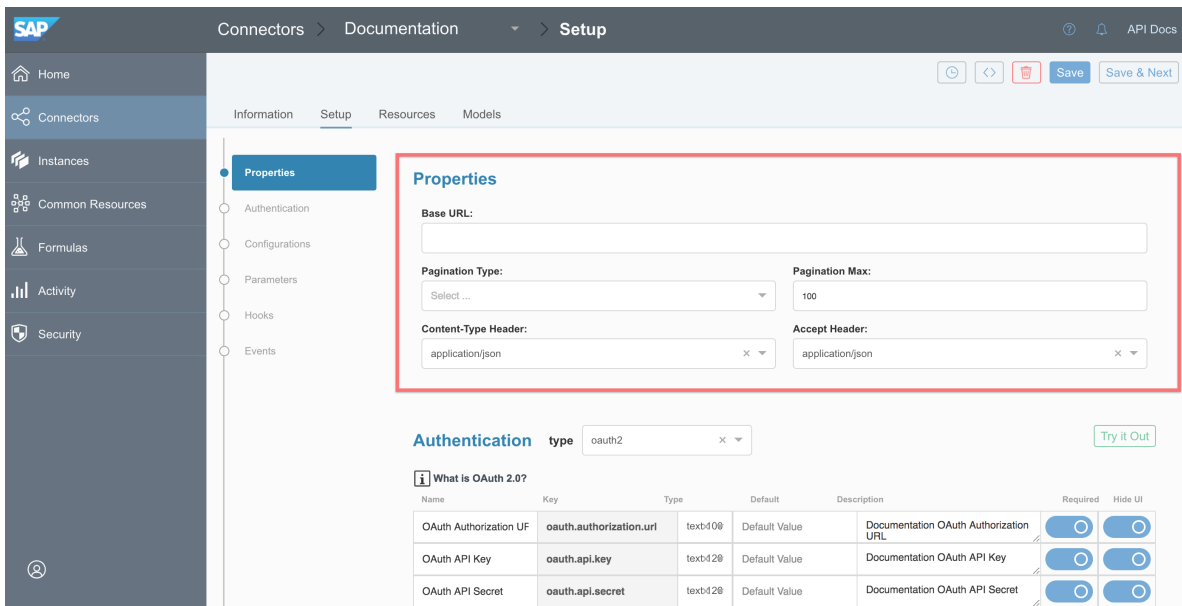 SAP
Connectors > Documentation > Setup
API Docs
Home
Connectors
Instances
Common Resources
Formulas
Activity
Security
Save
Save & Next
Information Setup Resources Models
Properties
Authentication
Configurations
Parameters
Hooks
Events
Properties
Base URL:
Pagination Type: Pagination Max:
Select ... 100
Content-Type Header: Accept Header:
application/json application/json
Authentication type oauth2 Try it Out
i What is OAuth 2.0?
Name Key Type Default Description Required Hide UI
OAuth Authorization UF oauth.authorization.url Default Value Documentation OAuth Authorization
URL
OAuth API Key oauth.api.key Default Value Documentation OAuth API Key
OAuth API Secret oauth.api.secret Default Value Documentation OAuth API Secret